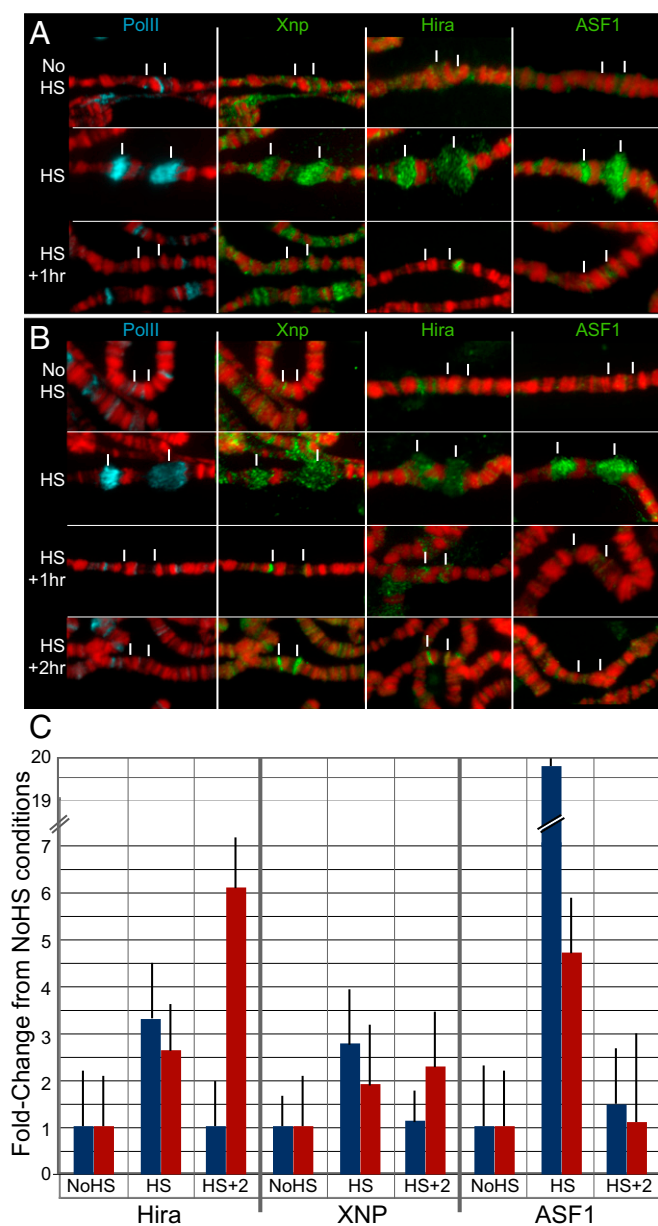 A
PolII Xnp Hira ASF1
No
HS
HS
HS
+1hr
B
PolII Xnp Hira ASF1
No
HS
HS
HS
+1hr
HS
+2hr
C
Fold-Change from NoHS conditions
20
19
7
6
5
4
3
2
1
0
NoHS HS HS+2 NoHS HS HS+2 NoHS HS HS+2
Hira XNP ASF1